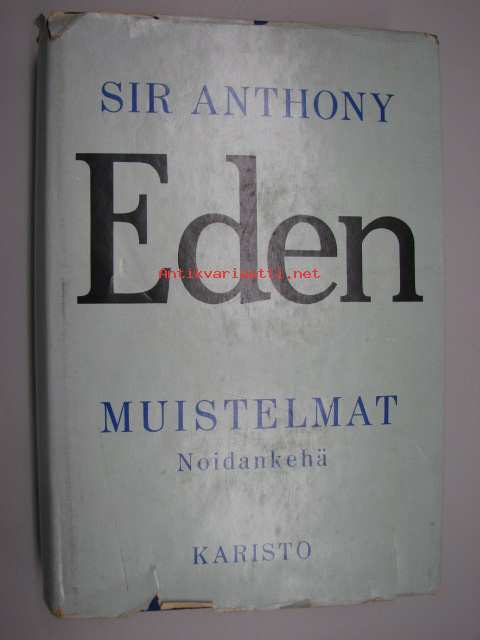 SIR ANTHONY
Eden
Antikvariaatti.net
MUISTELMAT
Noidankehä
KARISTO